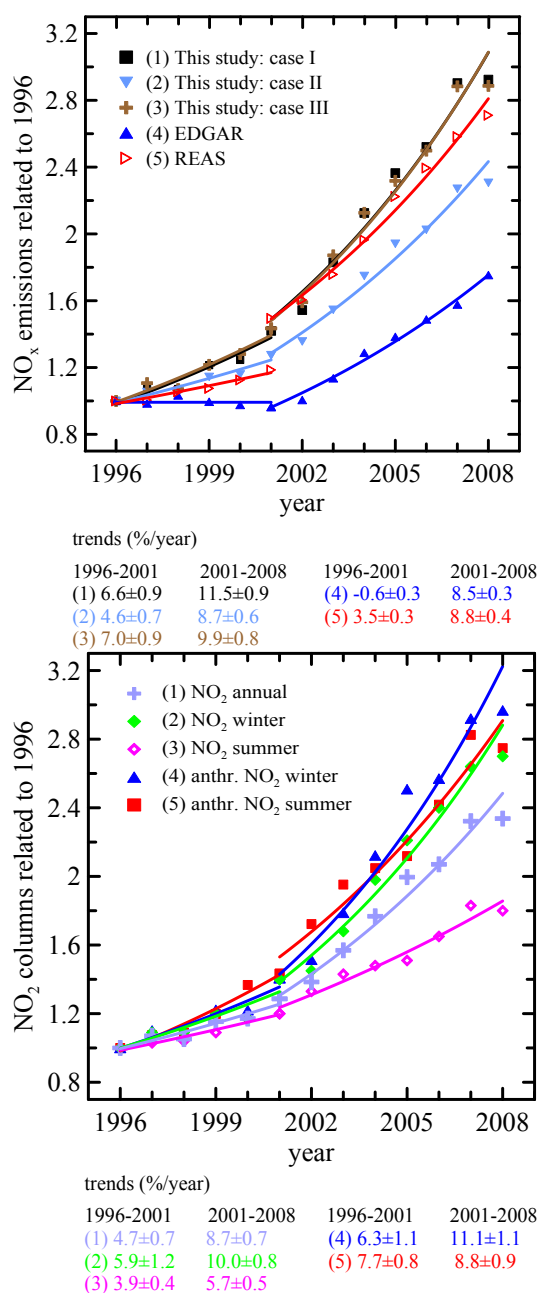 3.2
2.8
2.4
2
1.6
1.2
0.8
NOx emissions related to 1996
(1) This study: case I
(2) This study: case II
(3) This study: case III
(4) EDGAR
(5) REAS
1996 1999 2002 2005 2008
year
trends (%/year)
1996-2001 2001-2008 1996-2001 2001-2008
(1) 6.6±0.9 11.5±0.9 (4) -0.6±0.3 8.5±0.3
(2) 4.6±0.7 8.7±0.6 (5) 3.5±0.3 8.8±0.4
(3) 7.0±0.9 9.9±0.8
3.2
2.8
2.4
2.0
1.6
1.2
0.8
NO2 columns related to 1996
(1) NO2 annual
(2) NO2 winter
(3) NO2 summer
(4) anthr. NO2 winter
(5) anthr. NO2 summer
1996 1999 2002 2005 2008
year
trends (%/year)
1996-2001 2001-2008 1996-2001 2001-2008
(1) 4.7±0.7 8.7±0.7 (4) 6.3±1.1 11.1±1.1
(2) 5.9±1.2 10.0±0.8 (5) 7.7±0.8 8.8±0.9
(3) 3.9±0.4 5.7±0.5